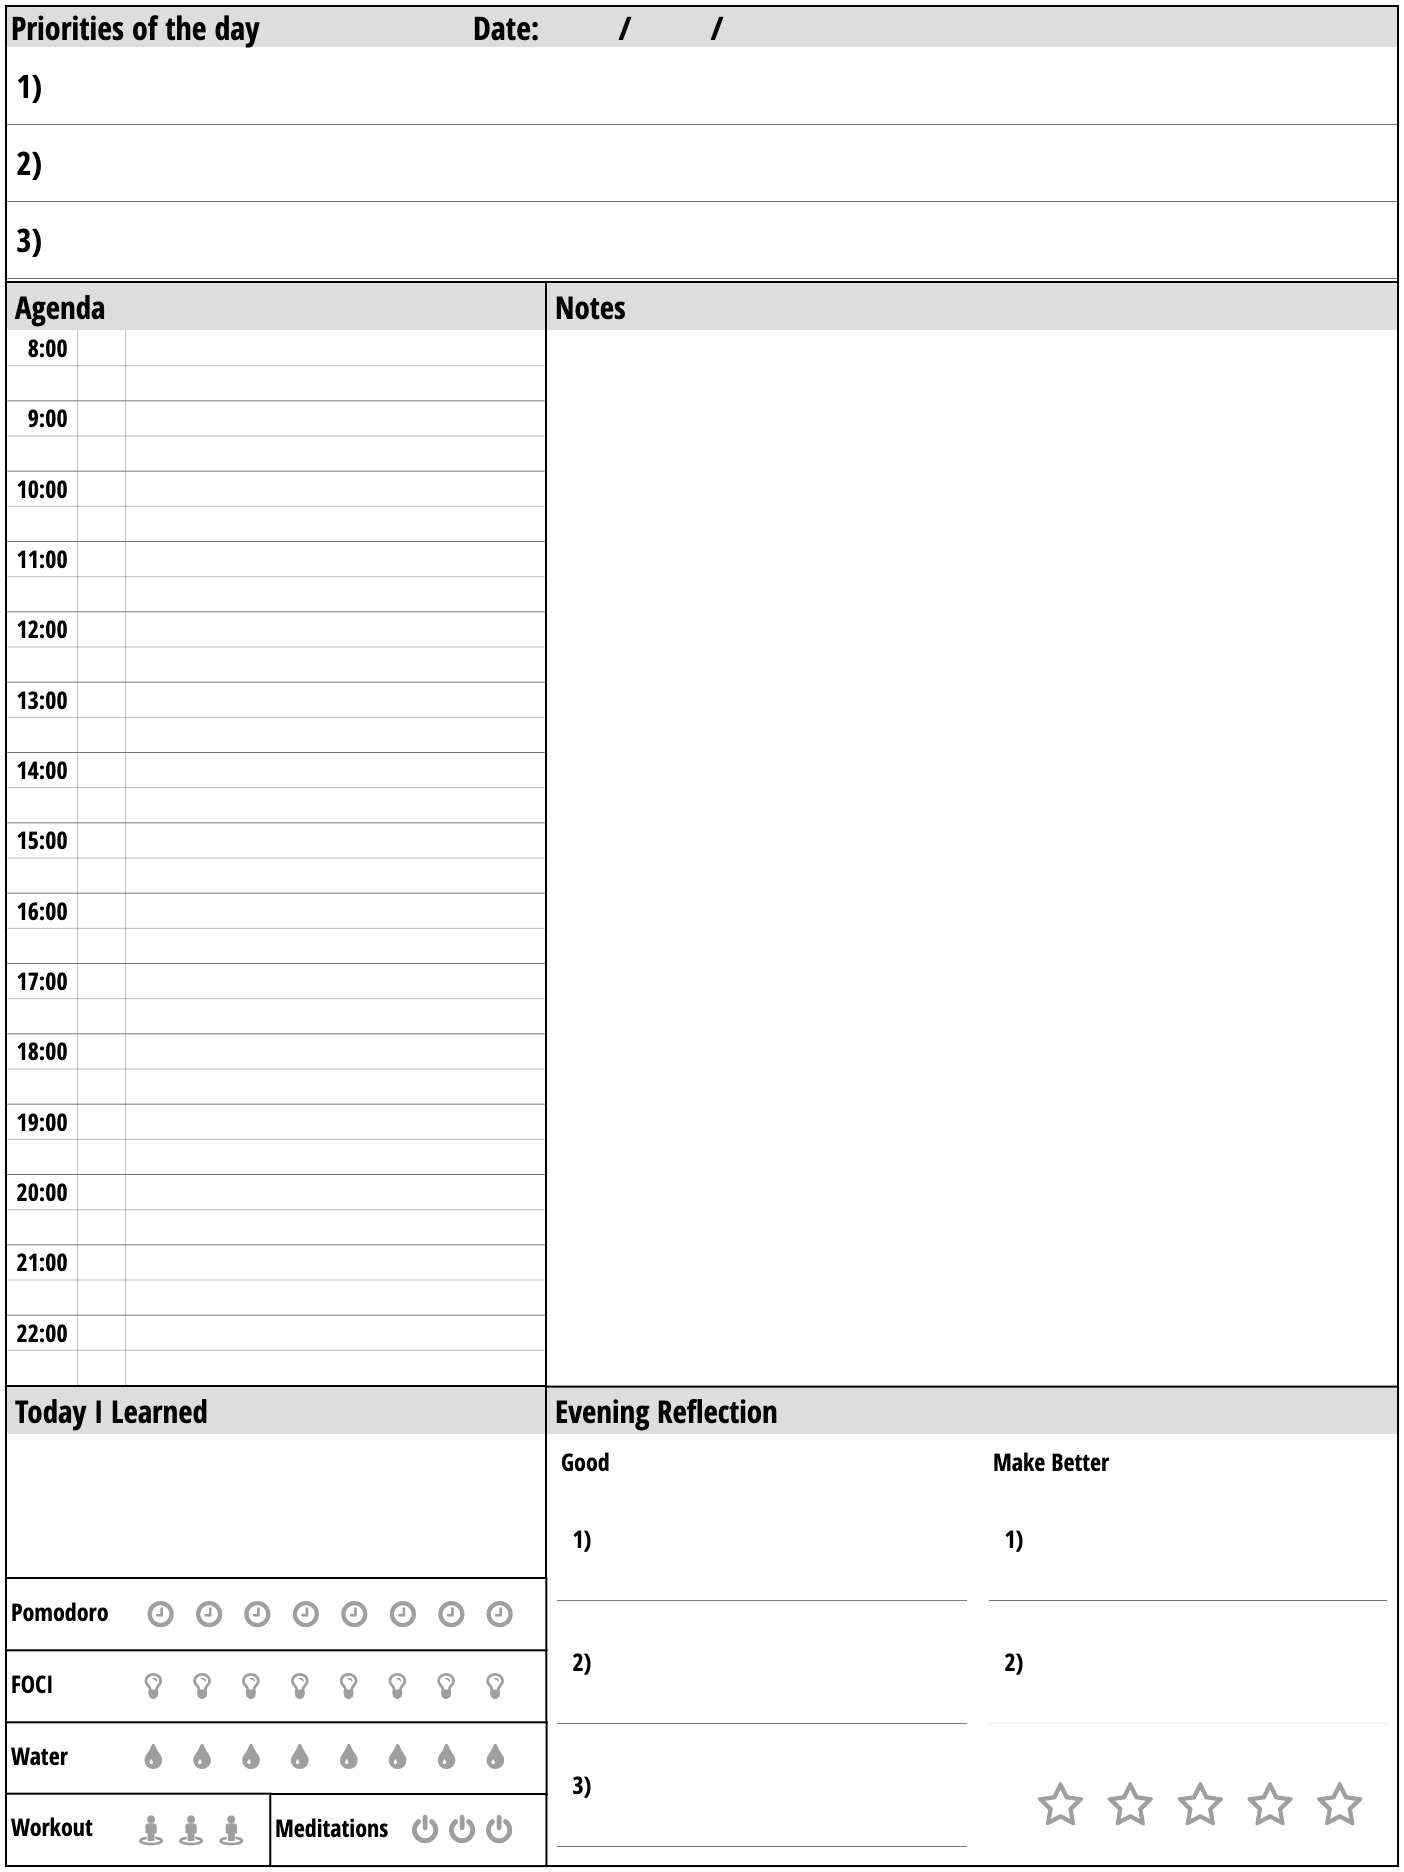 Priorities of the day Date: / /
1)
2)
3)
Agenda
8:00
9:00
10:00
11:00
12:00
13:00
14:00
15:00
16:00
17:00
18:00
19:00
20:00
21:00
22:00
Notes
Today I Learned
Pomodoro
FOCI
Water
Workout
Meditations
Evening Reflection
Good
1)
2)
3)
Make Better
1)
2)